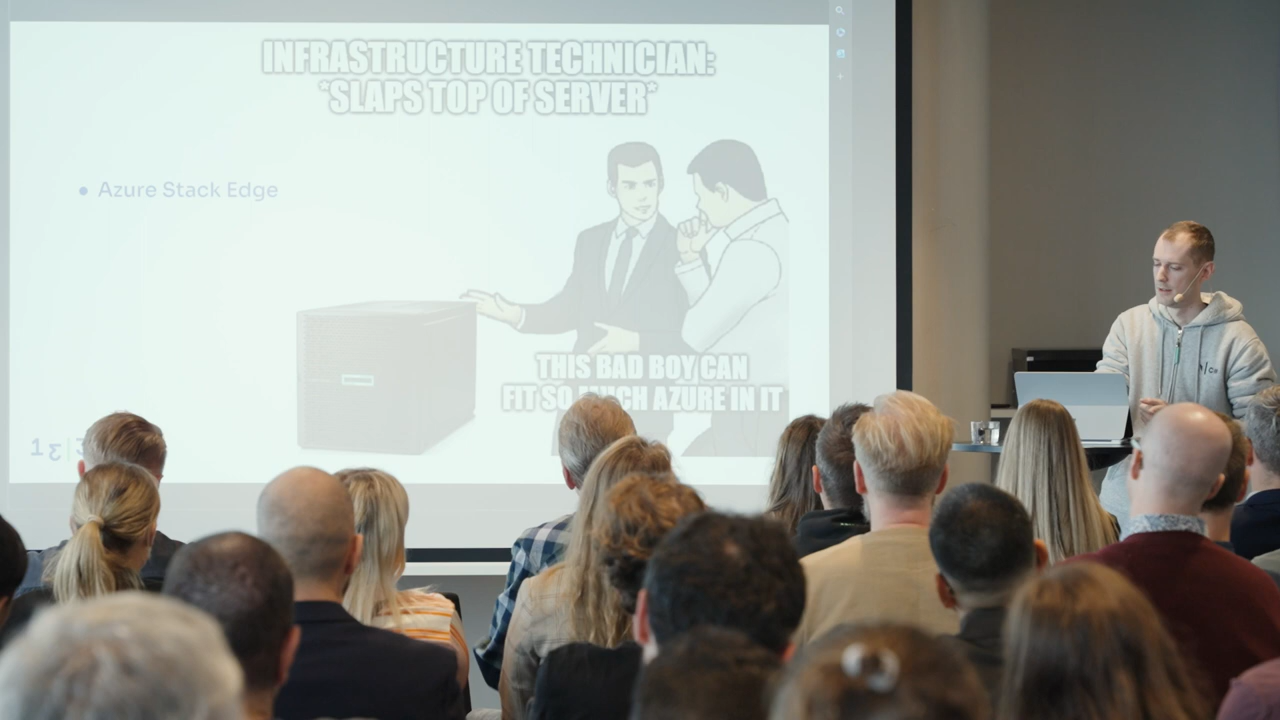 INFRASTRUCTURE TECHNICIAN:
*SLAPS TOP OF SERVER*
• Azure Stack Edge
THIS BAD BOY CAN
FIT SO MUCH AZURE IN IT